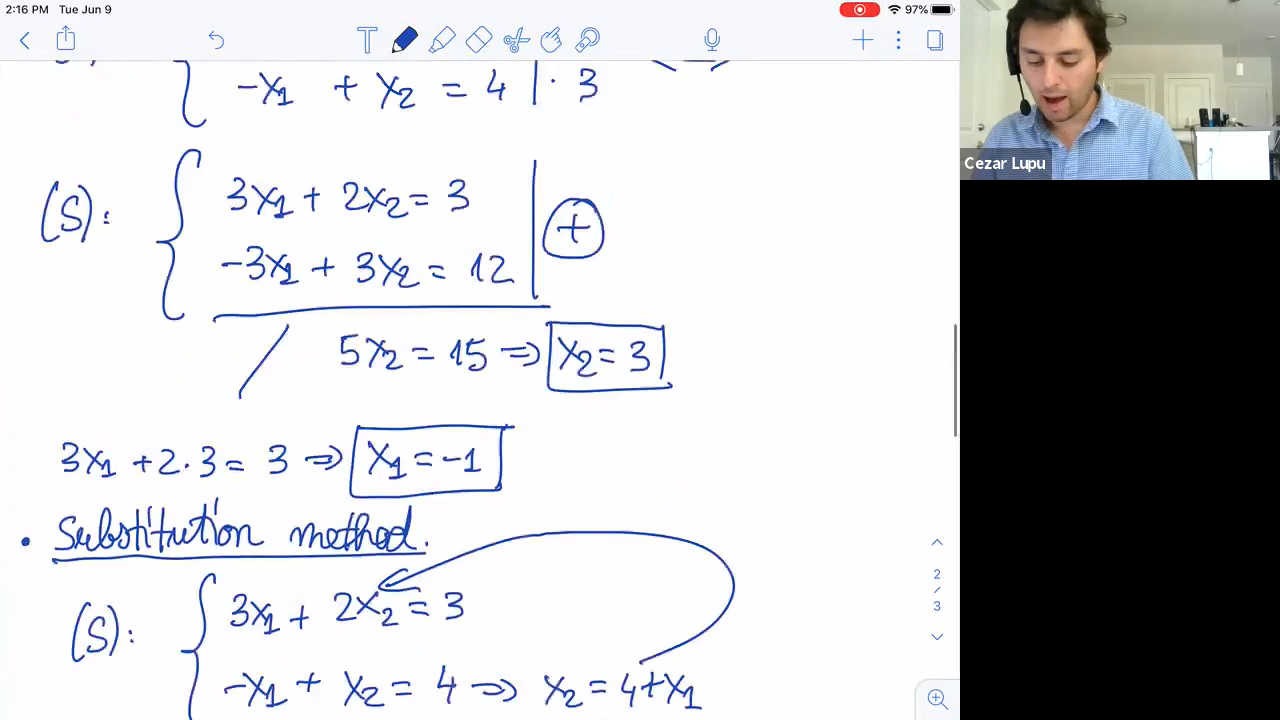 2:16 PM Tue Jun 9
97%
-x₁ + x₂ = 4 | · 3
(S): { 3x₁ + 2x₂ = 3
-3x₁ + 3x₂ = 12 | +
/ 5x₂ = 15 => x₂ = 3
3x₁ + 2·3 = 3 => x₁ = -1
• Substitution method.
(S): { 3x₁ + 2x₂ = 3
-x₁ + x₂ = 4 => x₂ = 4+x₁
2
/
3
Cezar Lupu